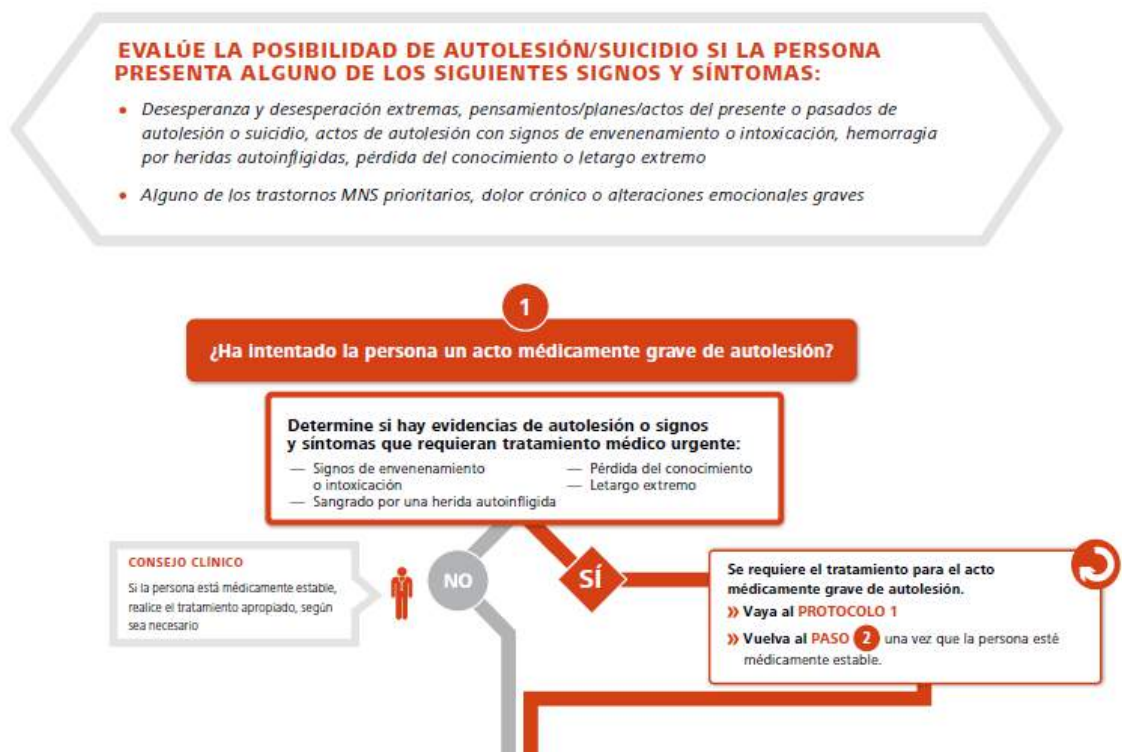 EVALÚE LA POSIBILIDAD DE AUTOLESIÓN/SUICIDIO SI LA PERSONA
PRESENTA ALGUNO DE LOS SIGUIENTES SIGNOS Y SÍNTOMAS:
• Desesperanza y desesperación extremas, pensamientos/planes/actos del presente o pasados de
autolesión o suicidio, actos de autolesión con signos de envenenamiento o intoxicación, hemorragia
por heridas autoinfligidas, pérdida del conocimiento o letargo extremo
• Alguno de los trastornos MNS prioritarios, dolor crónico o alteraciones emocionales graves
1
¿Ha intentado la persona un acto médicamente grave de autolesión?
Determine si hay evidencias de autolesión o signos
y síntomas que requieran tratamiento médico urgente:
— Signos de envenenamiento
o intoxicación
— Sangrado por una herida autoinfligida
— Pérdida del conocimiento
— Letargo extremo
CONSEJO CLÍNICO
Si la persona está médicamente estable,
realice el tratamiento apropiado, según
sea necesario
NO
SÍ
Se requiere el tratamiento para el acto
médicamente grave de autolesión.
» Vaya al PROTOCOLO 1
» Vuelva al PASO 2 una vez que la persona esté
médicamente estable.